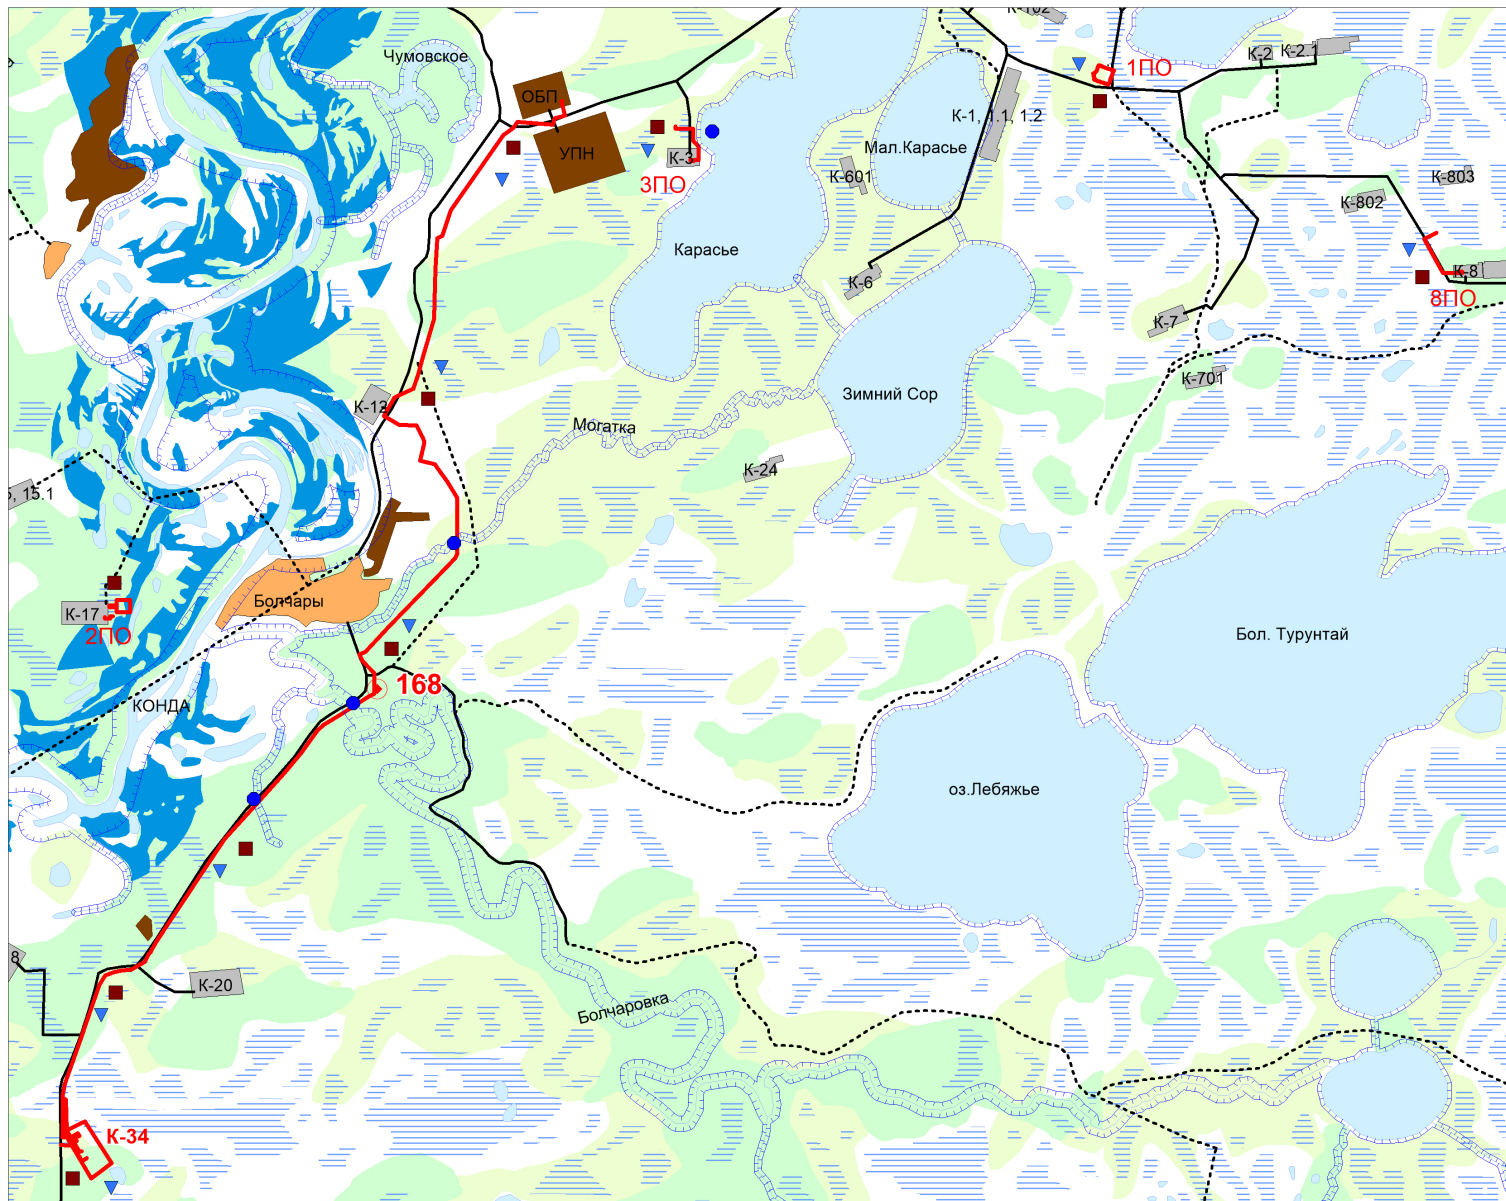 К-102
Чумовское
К-2
К-2.1
1ПО
ОБП
К-1, 1.1, 1.2
УПН
К-3
Мал.Карасье
К-601
3ПО
К-803
К-802
Карасье
К-8
К-6
8ПО
К-7
К-701
Зимний Сор
К-13
Могатка
К-24
, 15.1
Болчары
К-17
2ПО
Бол. Турунтай
168
КОНДА
оз.Лебяжье
8
К-20
Болчаровка
К-34